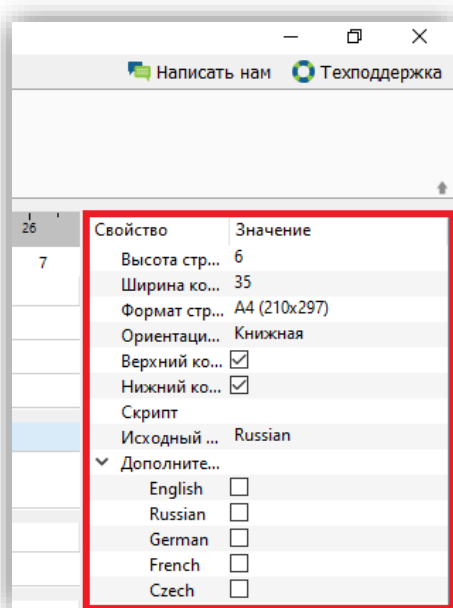 Написать нам Техподдержка
26
Свойство Значение
7
Высота стр... 6
Ширина ко... 35
Формат стр... A4 (210x297)
Ориентаци... Книжная
Верхний ко...
Нижний ко...
Скрипт
Исходный ... Russian
Дополните...
English
Russian
German
French
Czech